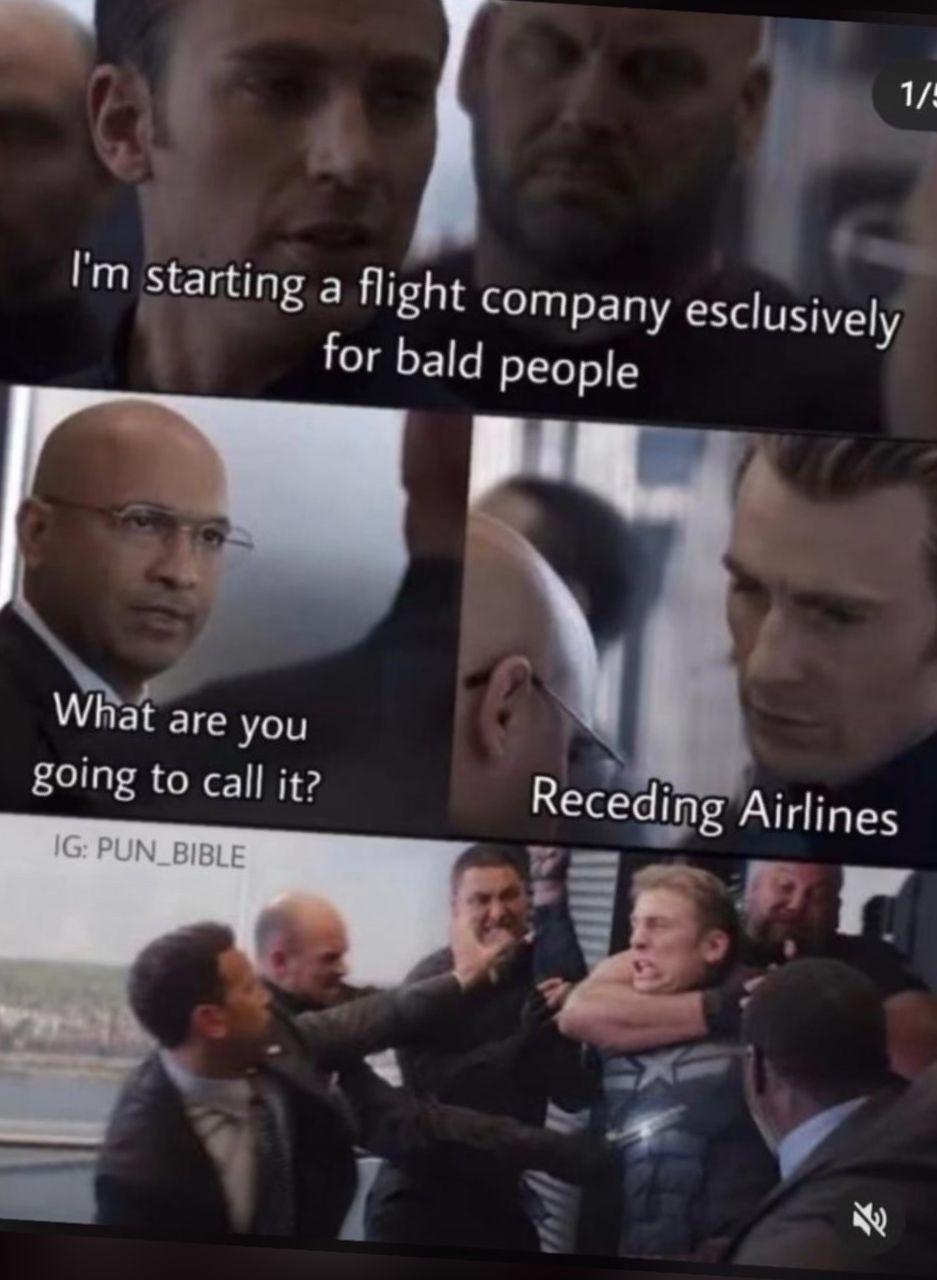 1/5
I'm starting a flight company esclusively
for bald people
What are you
going to call it?
Receding Airlines
IG: PUN_BIBLE